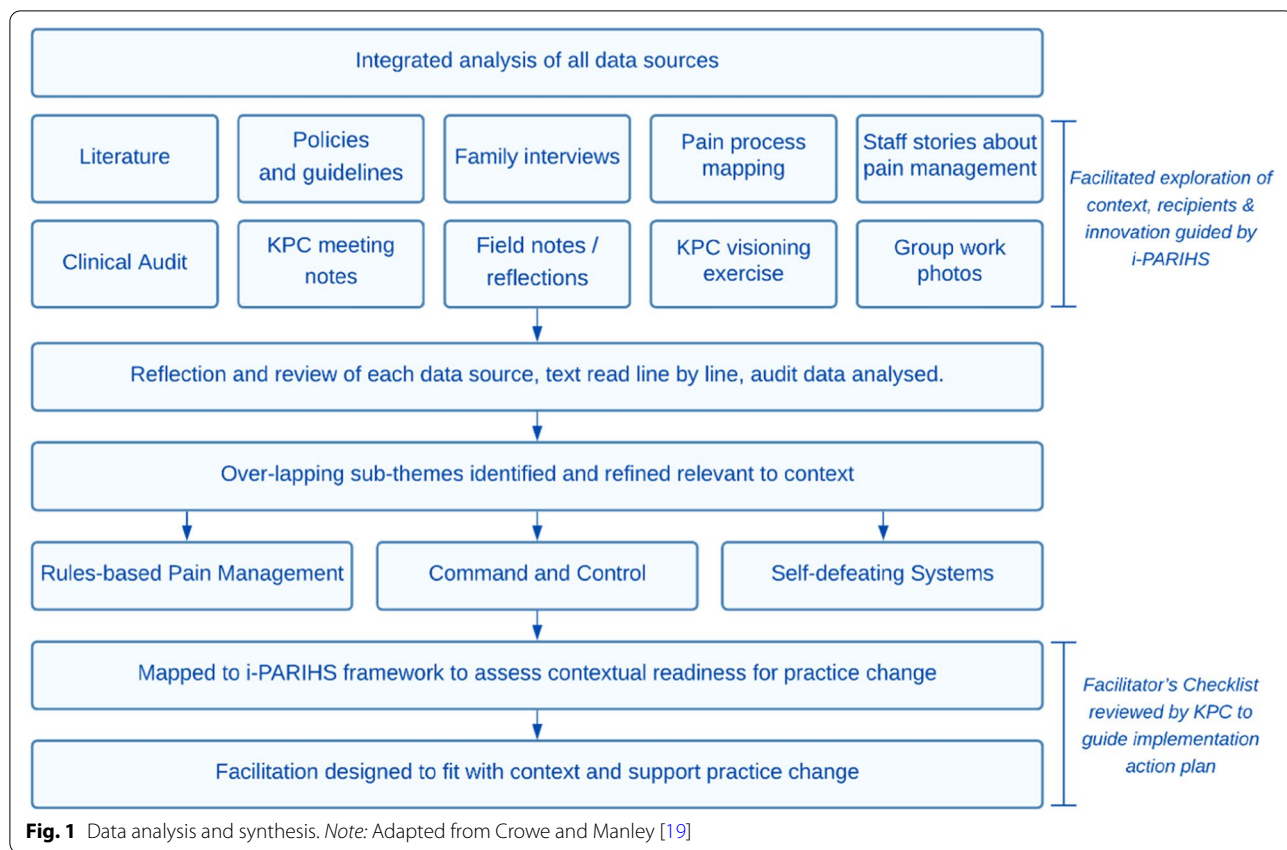 Integrated analysis of all data sources
Literature
Policies
and guidelines
Family interviews
Pain process
mapping
Staff stories about
pain management
Clinical Audit
KPC meeting
notes
Field notes /
reflections
KPC visioning
exercise
Group work
photos
Facilitated exploration of
context, recipients &
innovation guided by
i-PARIHS
Reflection and review of each data source, text read line by line, audit data analysed.
Over-lapping sub-themes identified and refined relevant to context
Rules-based Pain Management
Command and Control
Self-defeating Systems
Mapped to i-PARIHS framework to assess contextual readiness for practice change
Facilitation designed to fit with context and support practice change
Facilitator's Checklist
reviewed by KPC to
guide implementation
action plan
Fig. 1 Data analysis and synthesis. Note: Adapted from Crowe and Manley [19]